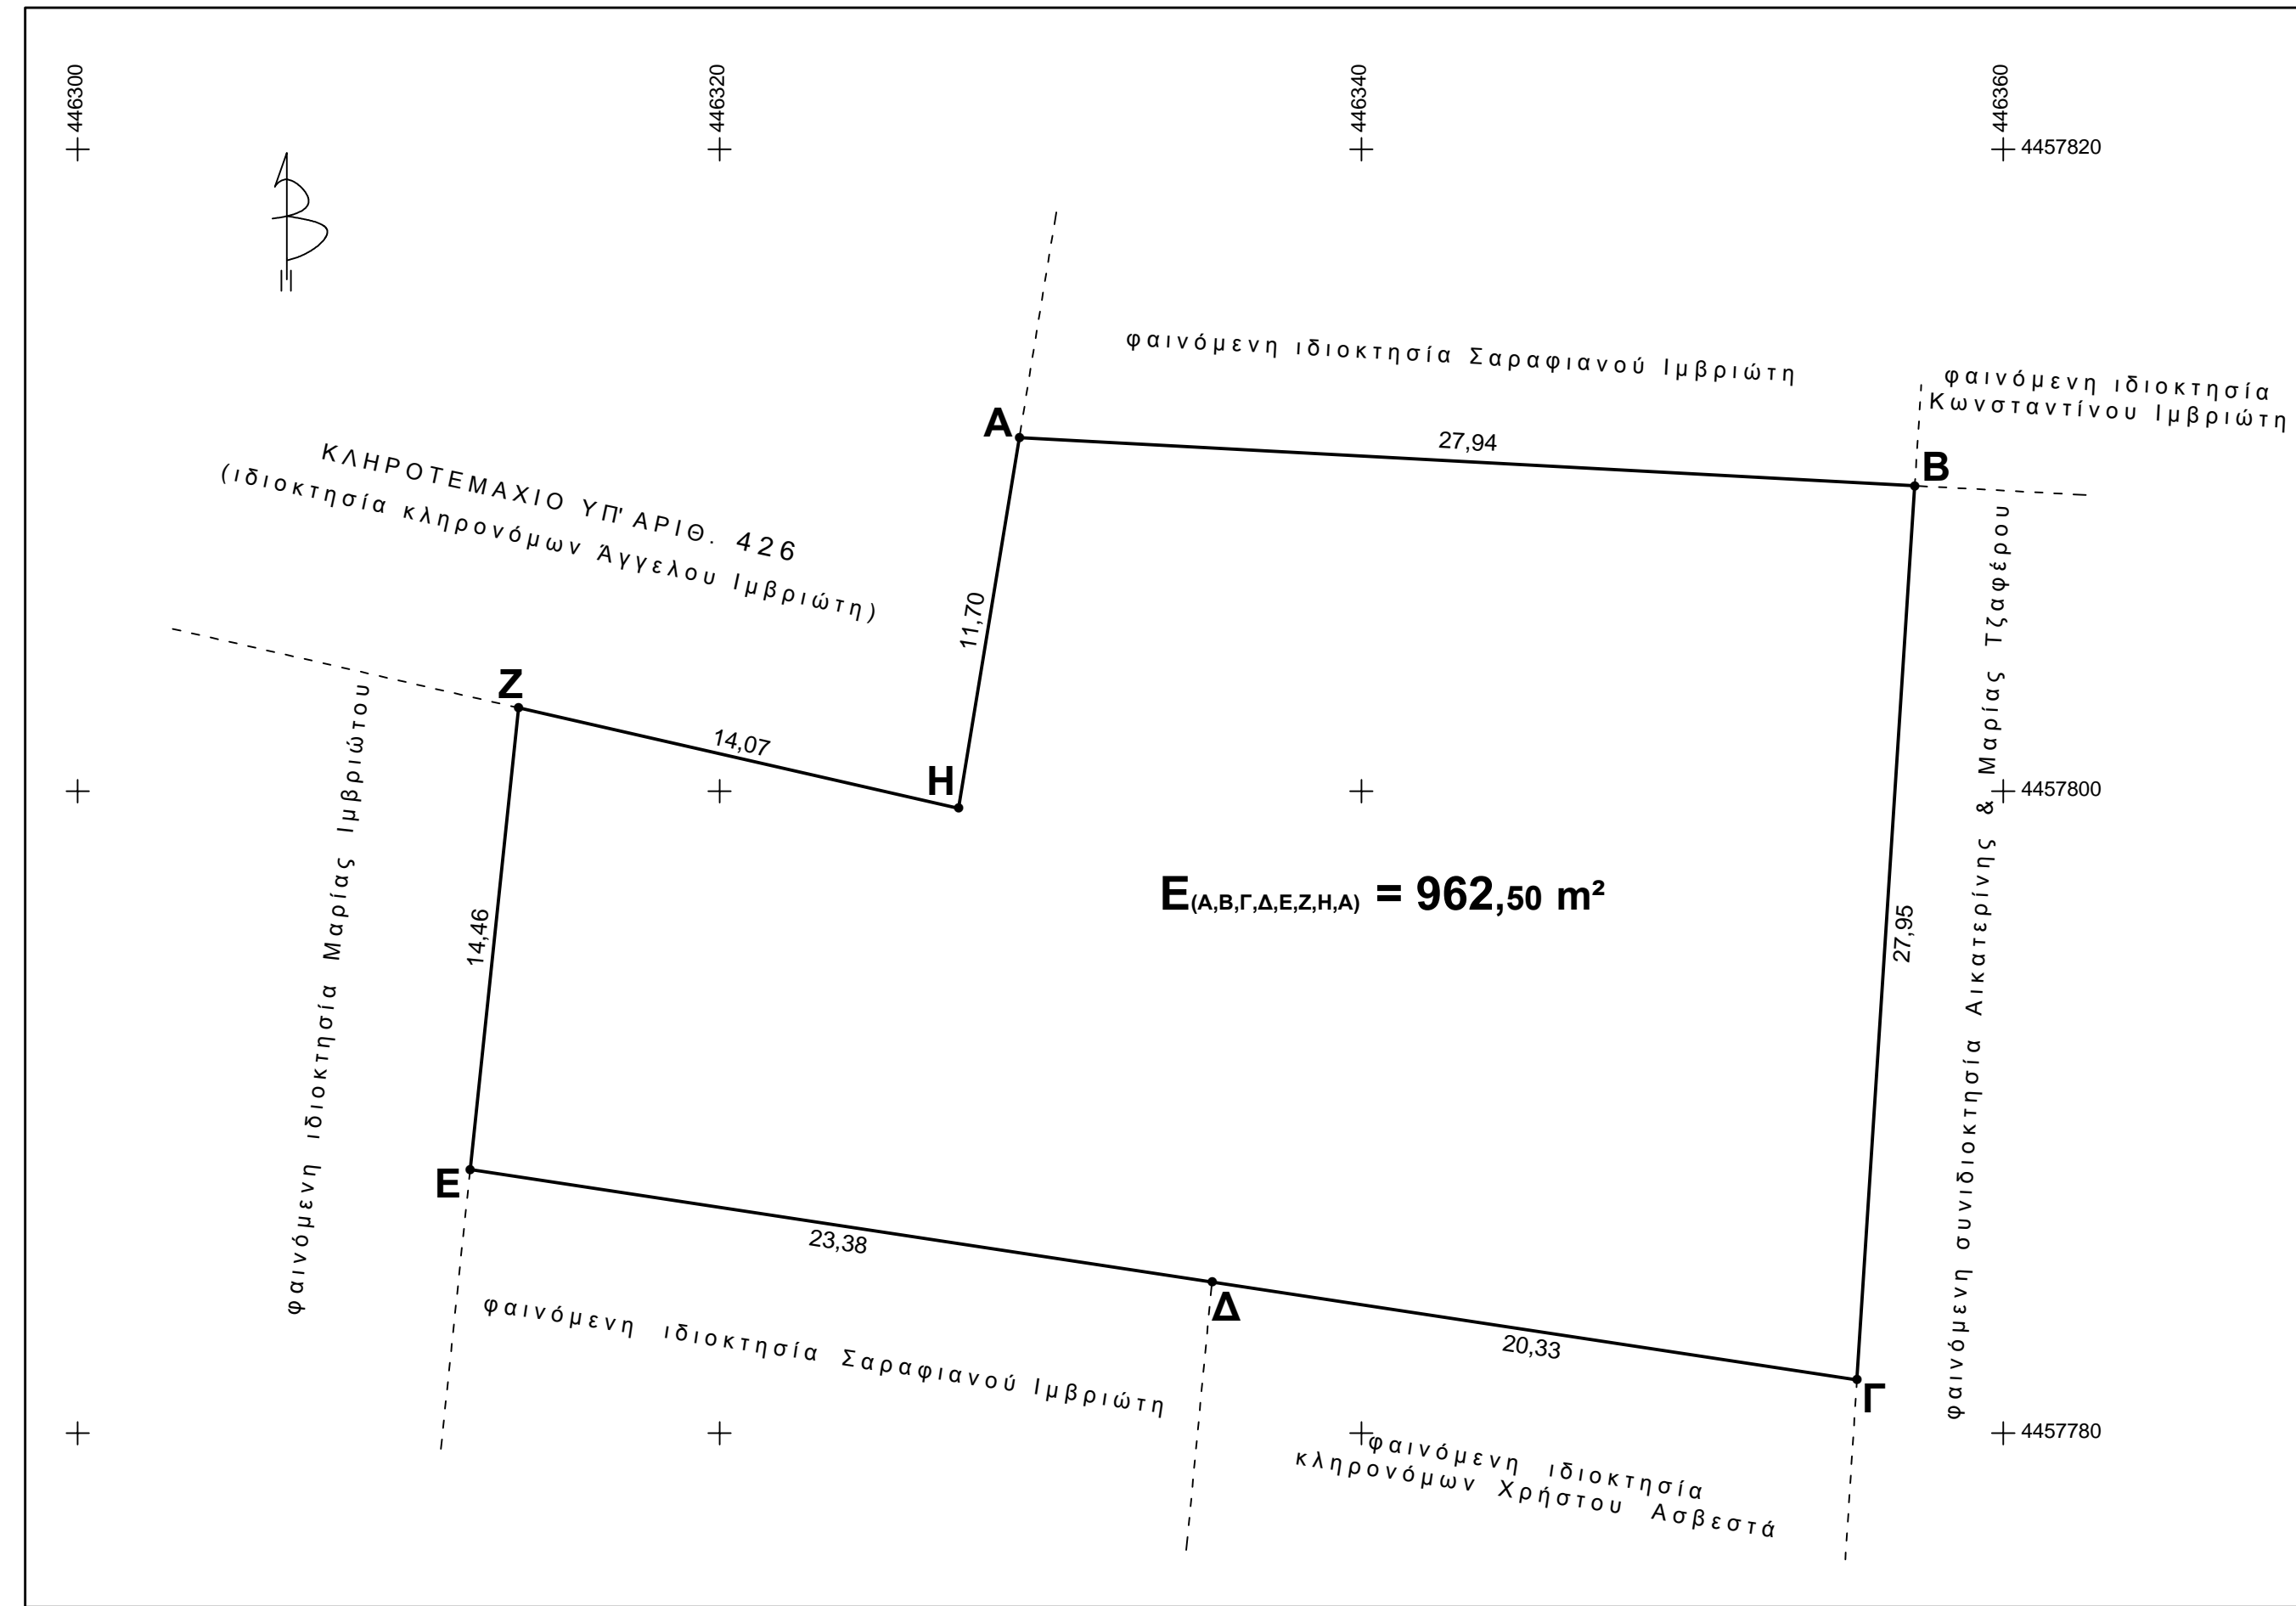 446300
446320
446340
446360
4457820
φαινόμενη ιδιοκτησία Σαραφιανού Ιμβριώτη
φαινόμενη ιδιοκτησία
Κωνσταντίνου Ιμβριώτη
Α
27,94
Β
ΚΛΗΡΟΤΕΜΑΧΙΟ ΥΠ' ΑΡΙΘ. 426
(ιδιοκτησία κληρονόμων Άγγελου Ιμβριώτη)
11,70
Ζ
14,07
Η
4457800
φαινόμενη ιδιοκτησία Μαρίας Ιμβριώτου
14,46
Ε(Α,Β,Γ,Δ,Ε,Ζ,Η,Α) = 962,50 m²
27,95
φαινόμενη συνιδιοκτησία Αικατερίνης & Μαρίας Τζαφέρου
Ε
23,38
Δ
20,33
Γ
φαινόμενη ιδιοκτησία Σαραφιανού Ιμβριώτη
4457780
φαινόμενη ιδιοκτησία
κληρονόμων Χρήστου Ασβεστά